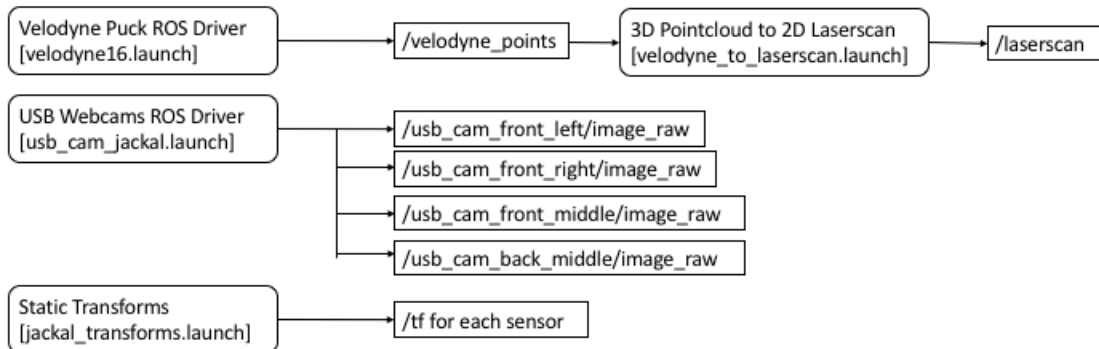 Velodyne Puck ROS Driver
[velodyne16.launch]
/velodyne_points
3D Pointcloud to 2D Laserscan
[velodyne_to_laserscan.launch]
/laserscan
USB Webcams ROS Driver
[usb_cam_jackal.launch]
/usb_cam_front_left/image_raw
/usb_cam_front_right/image_raw
/usb_cam_front_middle/image_raw
/usb_cam_back_middle/image_raw
Static Transforms
[jackal_transforms.launch]
/tf for each sensor